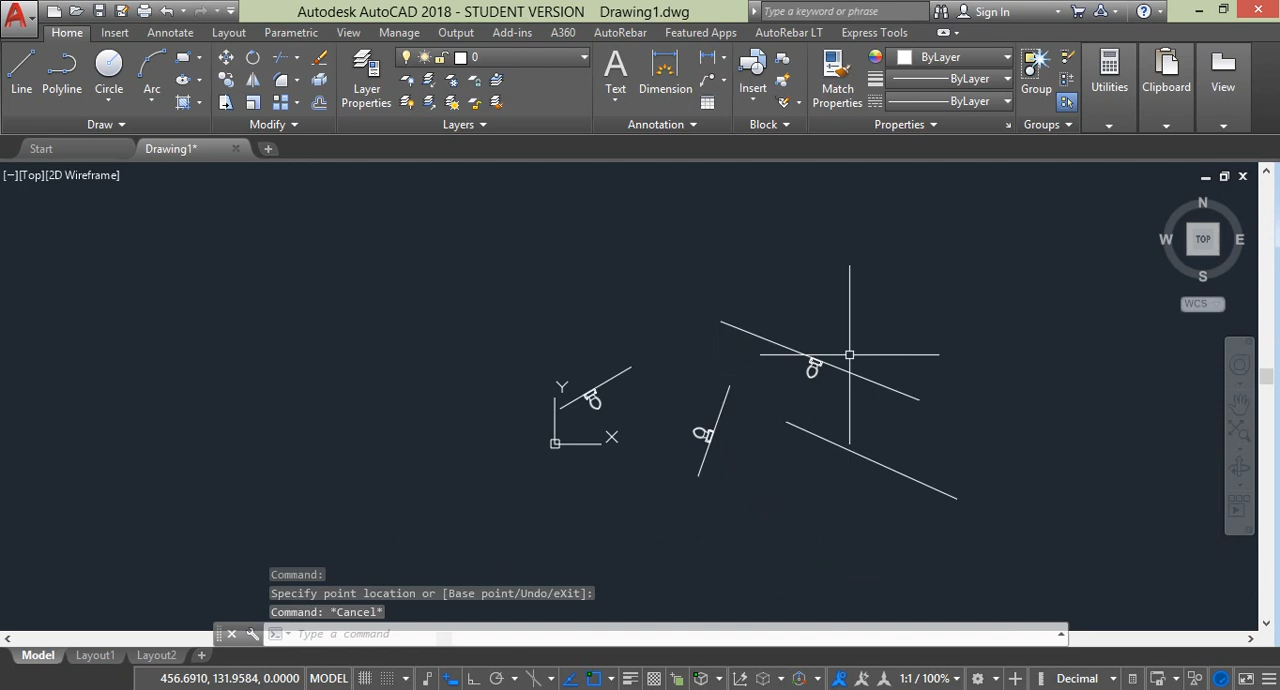 Autodesk AutoCAD 2018 - STUDENT VERSION Drawing1.dwg
Type a keyword or phrase
Sign In
Home Insert Annotate Layout Parametric View Manage Output Add-ins A360 AutoRebar Featured Apps AutoRebar LT Express Tools
Line Polyline Circle Arc
Layer Properties
0
Text Dimension
Insert
Match Properties
ByLayer
ByLayer
ByLayer
Group
Utilities
Clipboard
View
Draw Modify Layers Annotation Block Properties Groups
Start Drawing1*
[−][Top][2D Wireframe]
N
W TOP E
S
WCS
Y
X
Command:
Specify point location or [Base point/Undo/eXit]:
Command: *Cancel*
Type a command
Model Layout1 Layout2
456.6910, 131.9584, 0.0000 MODEL 1:1 / 100% Decimal